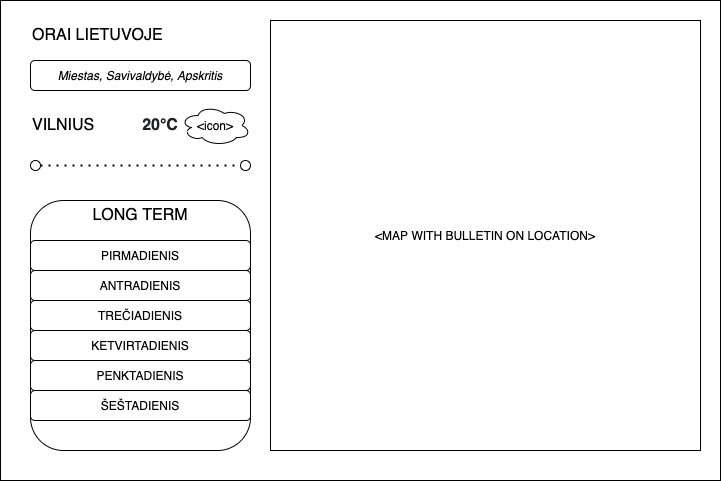 ORAI LIETUVOJE
Miestas, Savivaldybė, Apskritis
VILNIUS 20°C <icon>
LONG TERM
PIRMADIENIS
ANTRADIENIS
TREČIADIENIS
KETVIRTADIENIS
PENKTADIENIS
ŠEŠTADIENIS
<MAP WITH BULLETIN ON LOCATION>